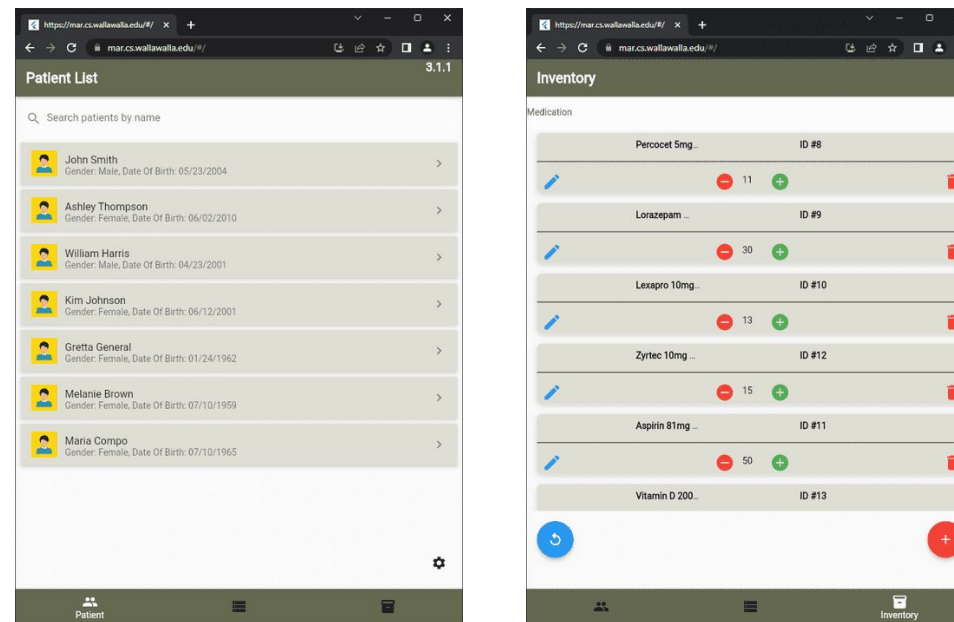 https://mar.cs.wallawalla.edu/#/
mar.cs.wallawalla.edu/#/
Patient List
3.1.1
Search patients by name
John Smith
Gender: Male, Date Of Birth: 05/23/2004
Ashley Thompson
Gender: Female, Date Of Birth: 06/02/2010
William Harris
Gender: Male, Date Of Birth: 04/23/2001
Kim Johnson
Gender: Female, Date Of Birth: 06/12/2001
Gretta General
Gender: Female, Date Of Birth: 01/24/1962
Melanie Brown
Gender: Female, Date Of Birth: 07/10/1959
Maria Compo
Gender: Female, Date Of Birth: 07/10/1965
Patient
https://mar.cs.wallawalla.edu/#/
mar.cs.wallawalla.edu/#/
Inventory
Medication
Percocet 5mg... ID #8
11
Lorazepam ... ID #9
30
Lexapro 10mg... ID #10
13
Zyrtec 10mg ... ID #12
15
Aspirin 81mg ... ID #11
50
Vitamin D 200... ID #13
Inventory